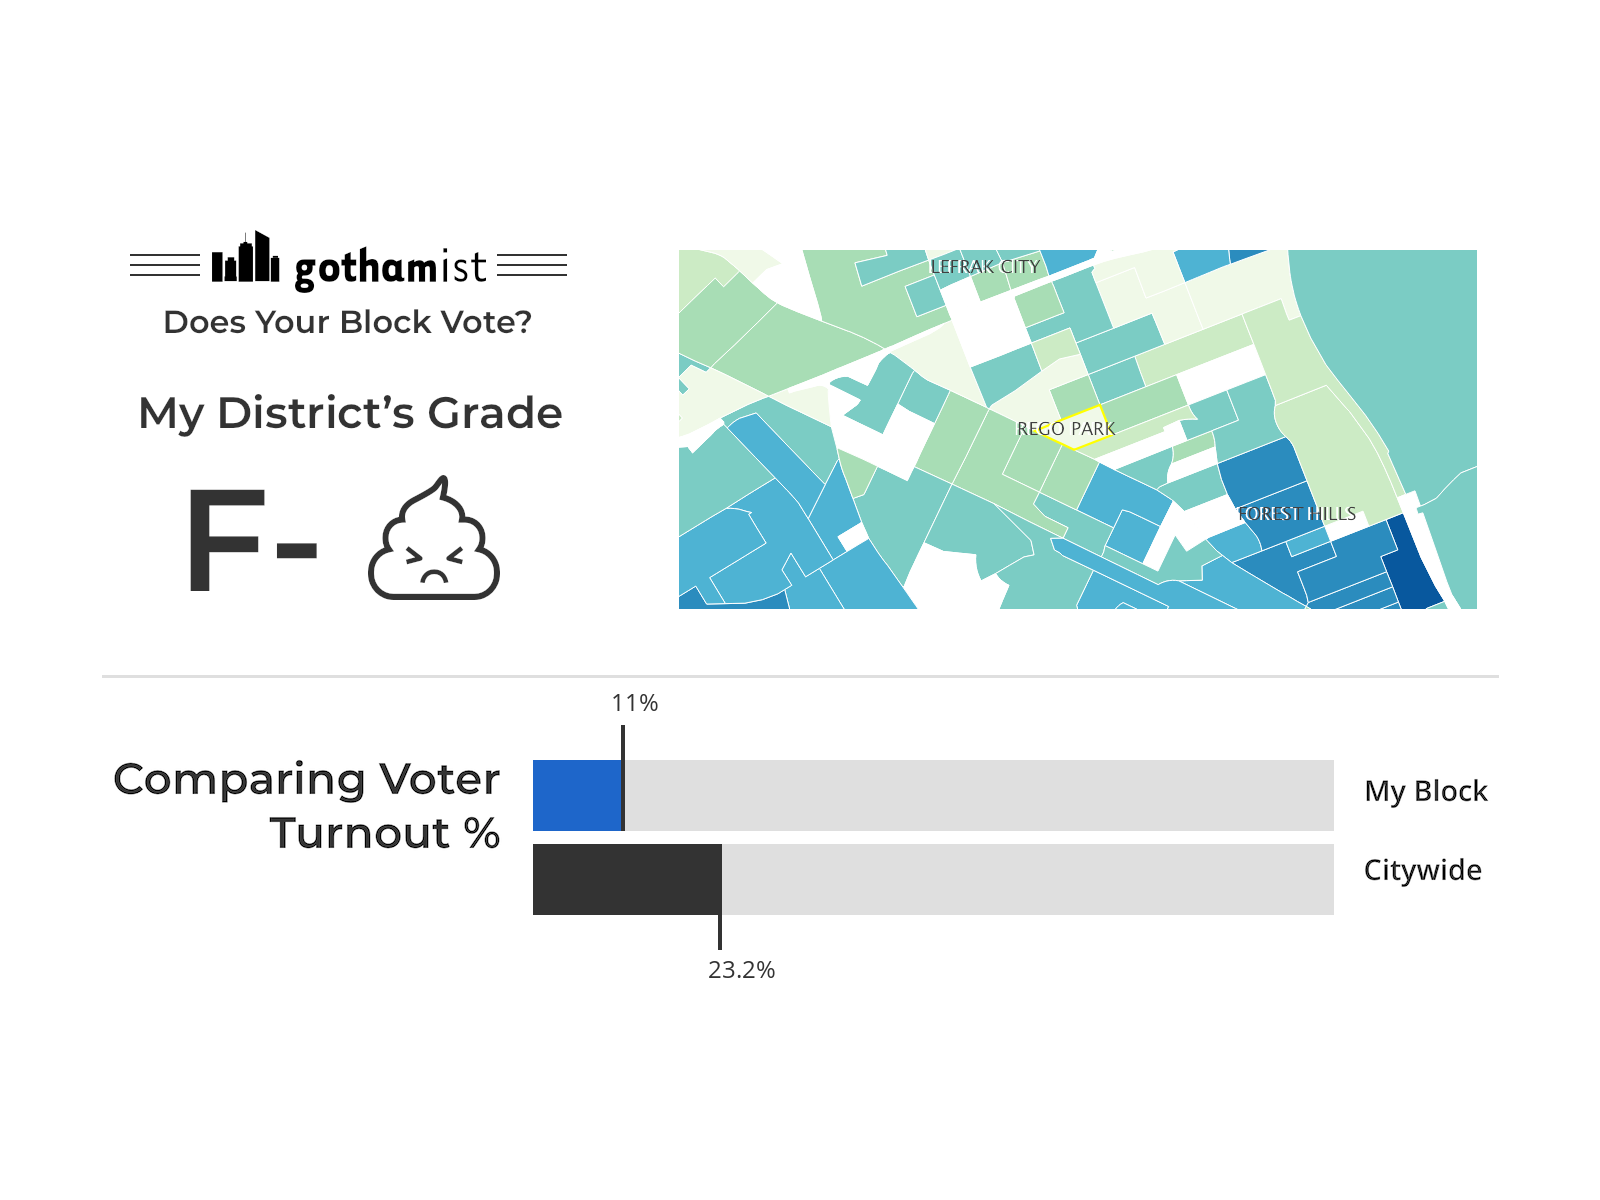 gothamist
Does Your Block Vote?
My District’s Grade
F-
LEFRAK CITY
REGO PARK
FOREST HILLS
11%
Comparing Voter
Turnout %
My Block
Citywide
23.2%